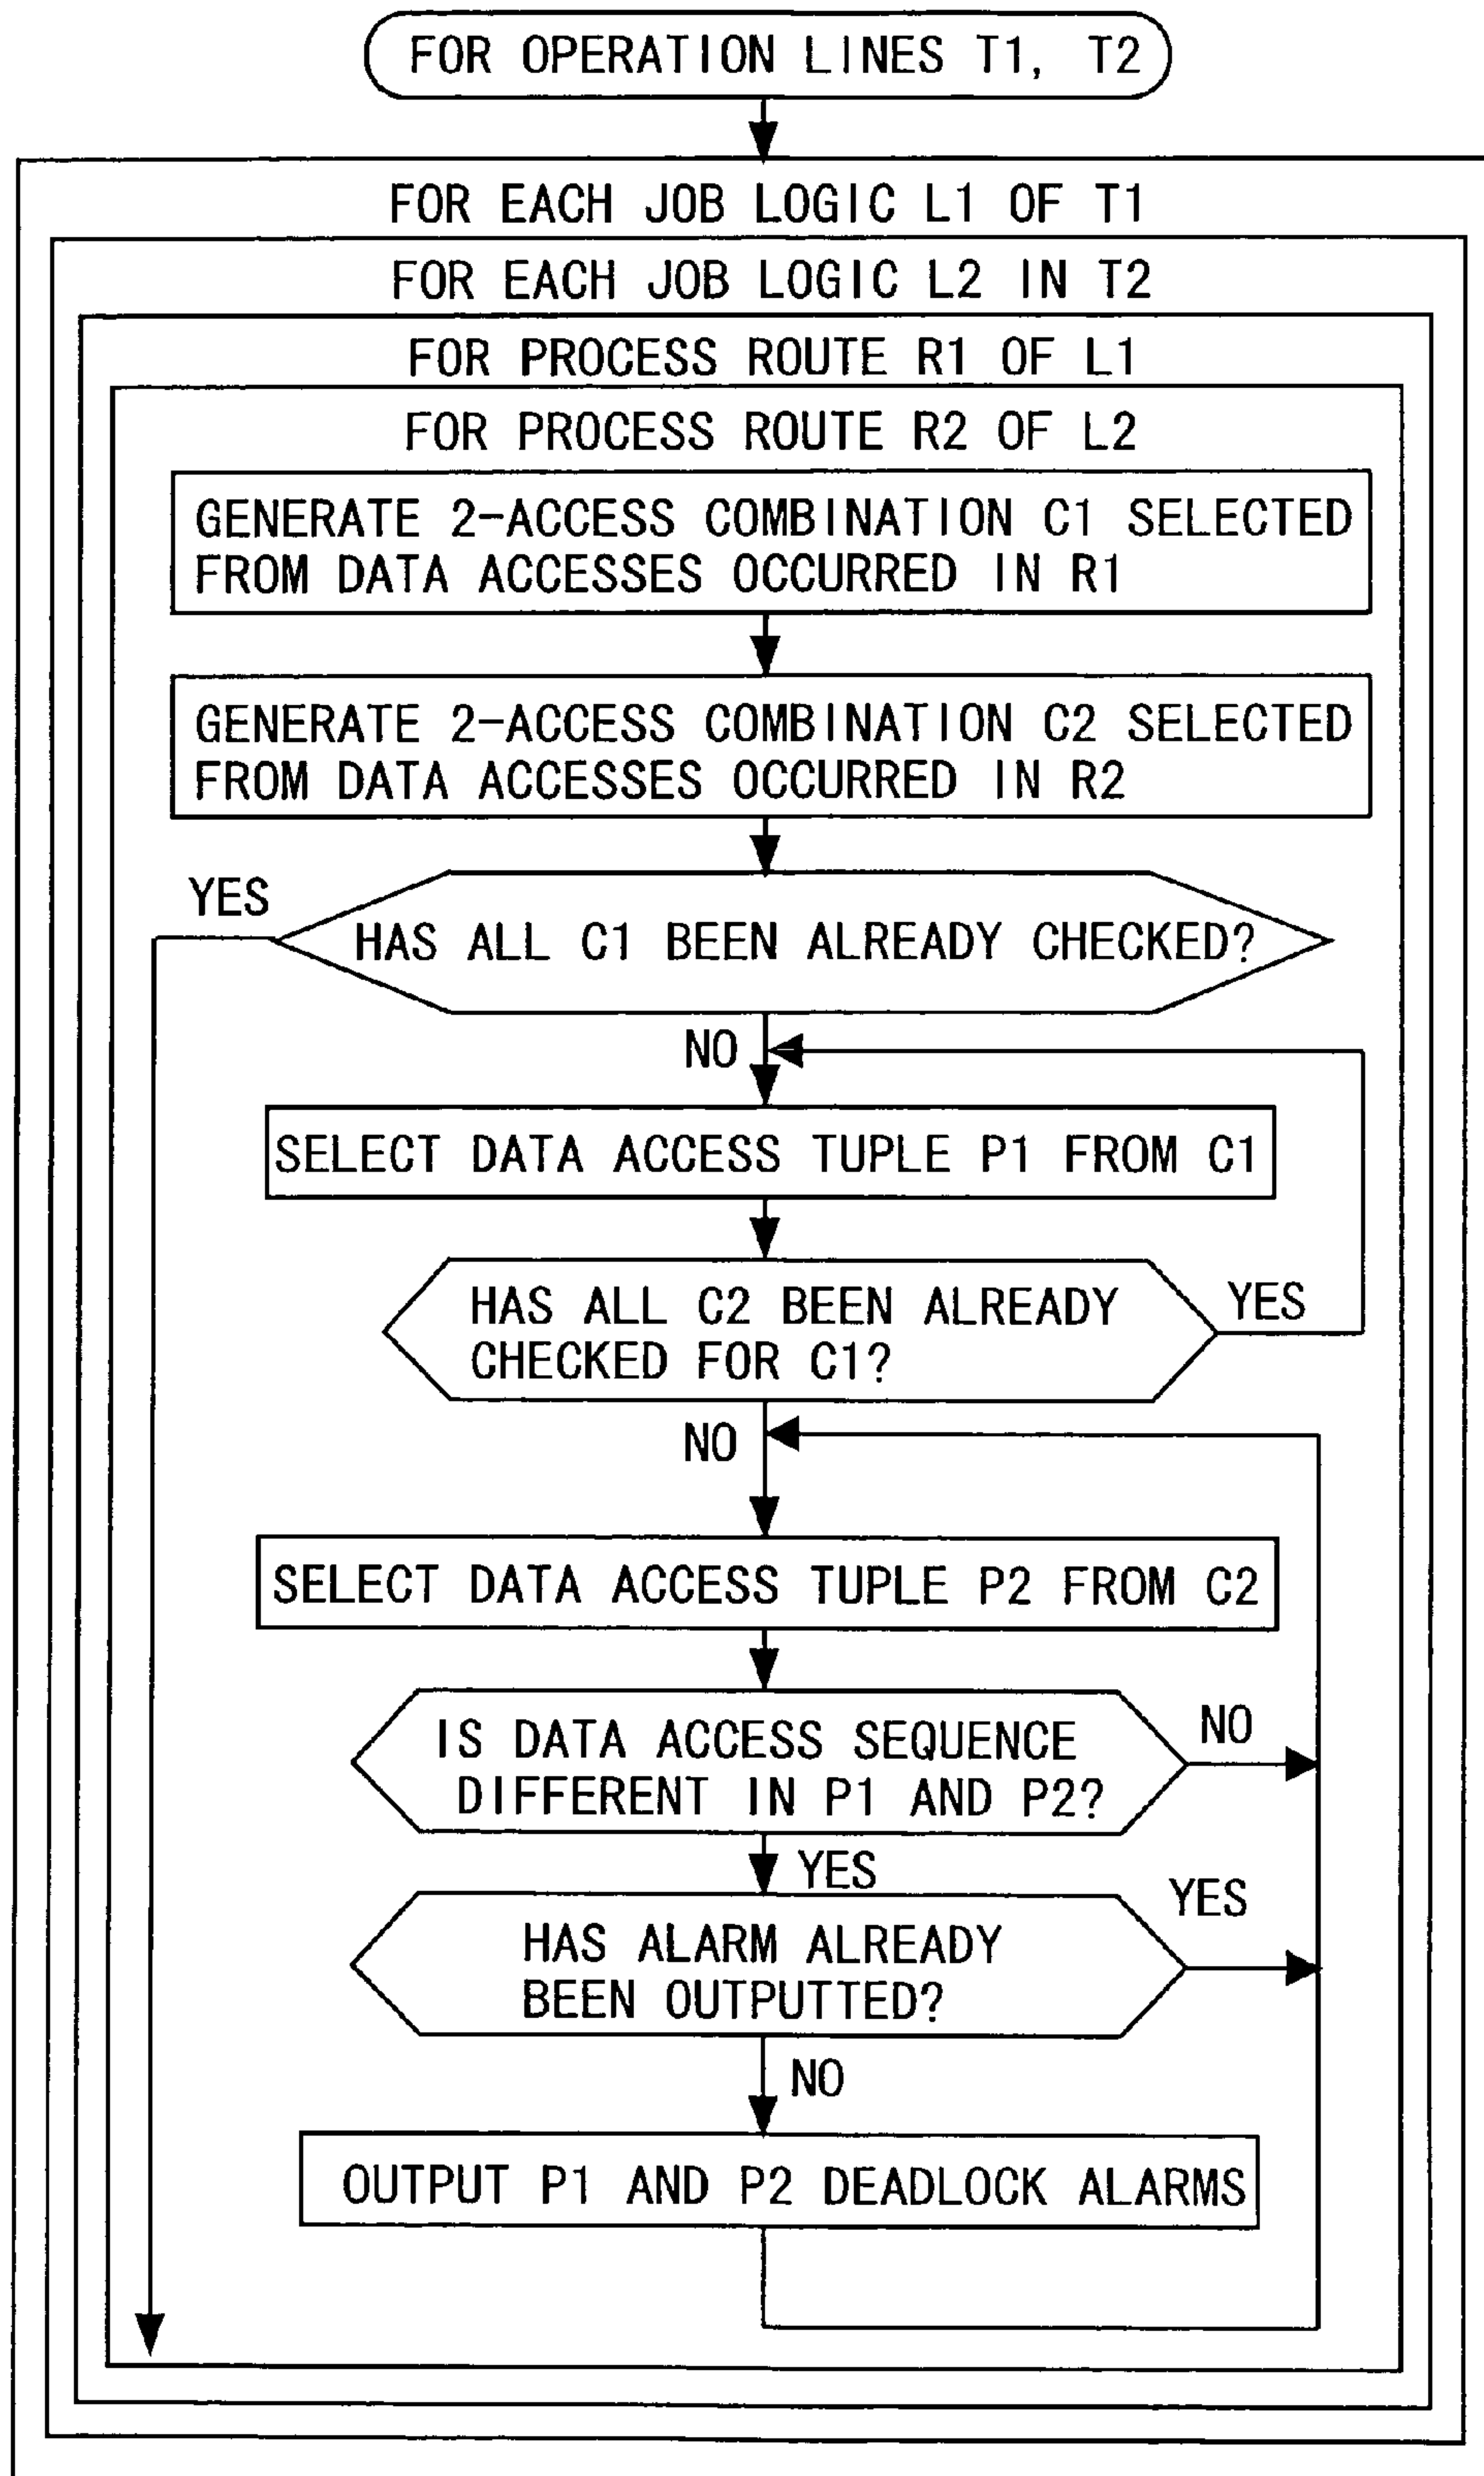 FOR OPERATION LINES T1, T2
FOR EACH JOB LOGIC L1 OF T1
FOR EACH JOB LOGIC L2 IN T2
FOR PROCESS ROUTE R1 OF L1
FOR PROCESS ROUTE R2 OF L2
GENERATE 2-ACCESS COMBINATION C1 SELECTED
FROM DATA ACCESSES OCCURRED IN R1
GENERATE 2-ACCESS COMBINATION C2 SELECTED
FROM DATA ACCESSES OCCURRED IN R2
YES
HAS ALL C1 BEEN ALREADY CHECKED?
NO
SELECT DATA ACCESS TUPLE P1 FROM C1
HAS ALL C2 BEEN ALREADY
CHECKED FOR C1?
YES
NO
SELECT DATA ACCESS TUPLE P2 FROM C2
IS DATA ACCESS SEQUENCE
DIFFERENT IN P1 AND P2?
NO
YES
YES
HAS ALARM ALREADY
BEEN OUTPUTTED?
NO
OUTPUT P1 AND P2 DEADLOCK ALARMS